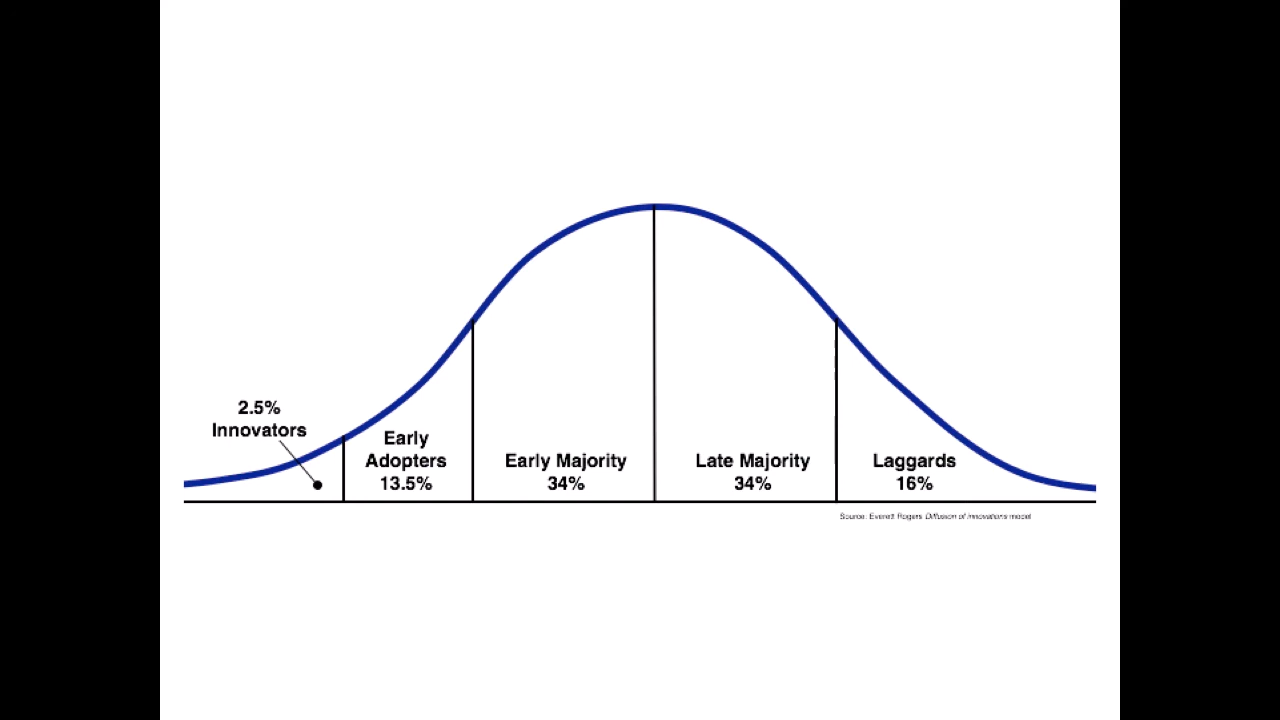 2.5%
Innovators
Early
Adopters
13.5%
Early Majority
34%
Late Majority
34%
Laggards
16%
Source: Everett Rogers Diffusion of innovations model